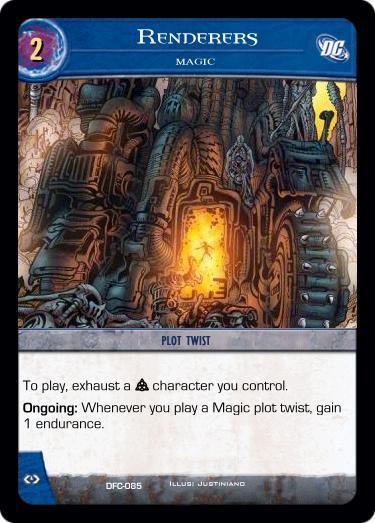 2
RENDERERS
MAGIC
DC
PLOT TWIST
To play, exhaust a character you control.
Ongoing: Whenever you play a Magic plot twist, gain
1 endurance.
DFC-085
ILLUS: JUSTINIANO